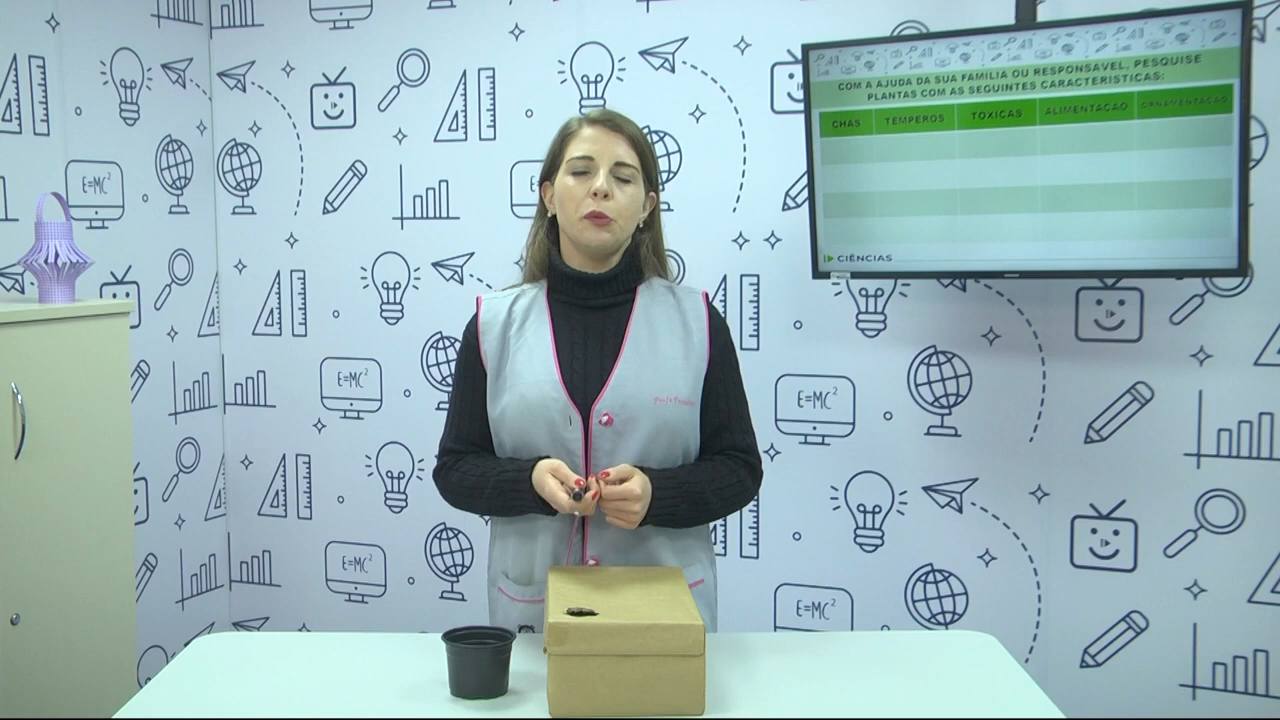 COM A AJUDA DA SUA FAMÍLIA OU RESPONSÁVEL, PESQUISE
PLANTAS COM AS SEGUINTES CARACTERÍSTICAS:
CHÁS TEMPEROS TÓXICAS ALIMENTAÇÃO ORNAMENTAÇÃO
CIÊNCIAS
E=MC²
E=MC²
E=MC²
E=MC²
E=MC²